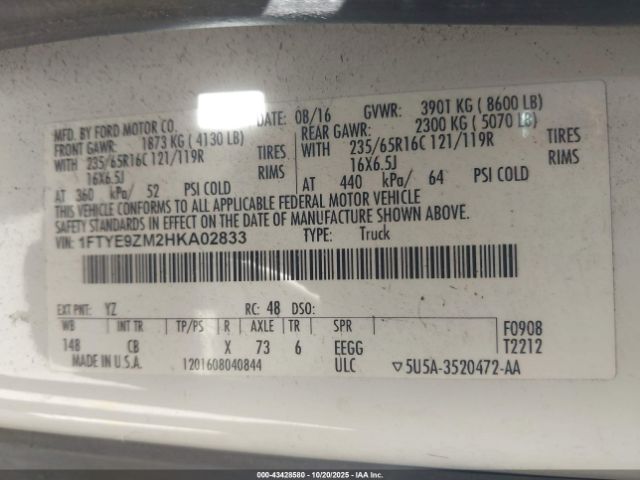 MFD. BY FORD MOTOR CO. DATE: 08/16 GVWR: 3901 KG ( 8600 LB)
FRONT GAWR: 1873 KG ( 4130 LB) REAR GAWR: 2300 KG ( 5070 LB)
WITH 235/65R16C 121/119R TIRES WITH 235/65R16C 121/119R TIRES
16X6.5J RIMS 16X6.5J RIMS
AT 360 kPa/ 52 PSI COLD AT 440 kPa/ 64 PSI COLD
THIS VEHICLE CONFORMS TO ALL APPLICABLE FEDERAL MOTOR VEHICLE
SAFETY STANDARDS IN EFFECT ON THE DATE OF MANUFACTURE SHOWN ABOVE.
VIN: 1FTYE9ZM2HKA02833 TYPE: Truck
EXT PNT: YZ RC: 48 DSO:
WB INT TR TP/PS R AXLE TR SPR F0908
148 CB X 73 6 EEGG T2212
MADE IN U.S.A. 1201608040844 ULC ▽5U5A-3520472-AA
000-43428580 - 10/20/2025 - IAAI.com